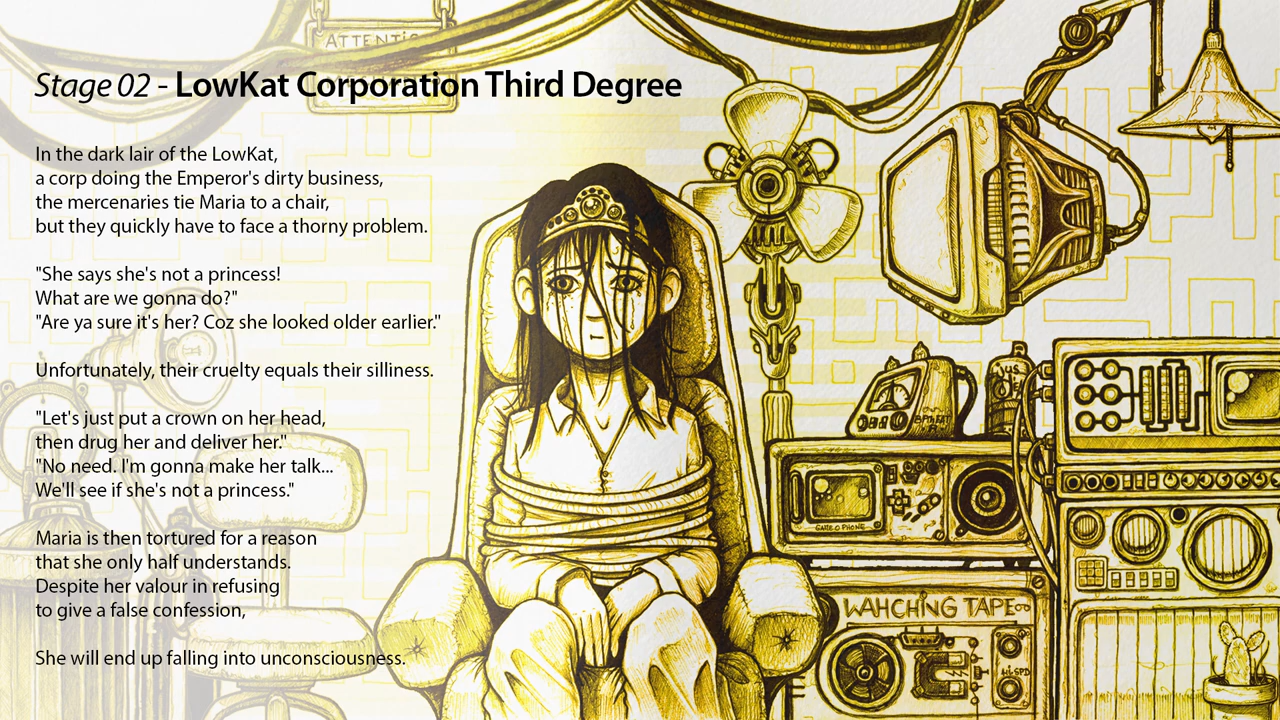 ATTENTIO
Stage 02 - LowKat Corporation Third Degree
In the dark lair of the LowKat,
a corp doing the Emperor's dirty business,
the mercenaries tie Maria to a chair,
but they quickly have to face a thorny problem.
"She says she's not a princess!
What are we gonna do?"
"Are ya sure it's her? Coz she looked older earlier."
Unfortunately, their cruelty equals their silliness.
"Let's just put a crown on her head,
then drug her and deliver her."
"No need. I'm gonna make her talk...
We'll see if she's not a princess."
Maria is then tortured for a reason
that she only half understands.
Despite her valour in refusing
to give a false confession,
She will end up falling into unconsciousness.
GAMEO PHONE
WAHCHING TAPE
HI-SPD